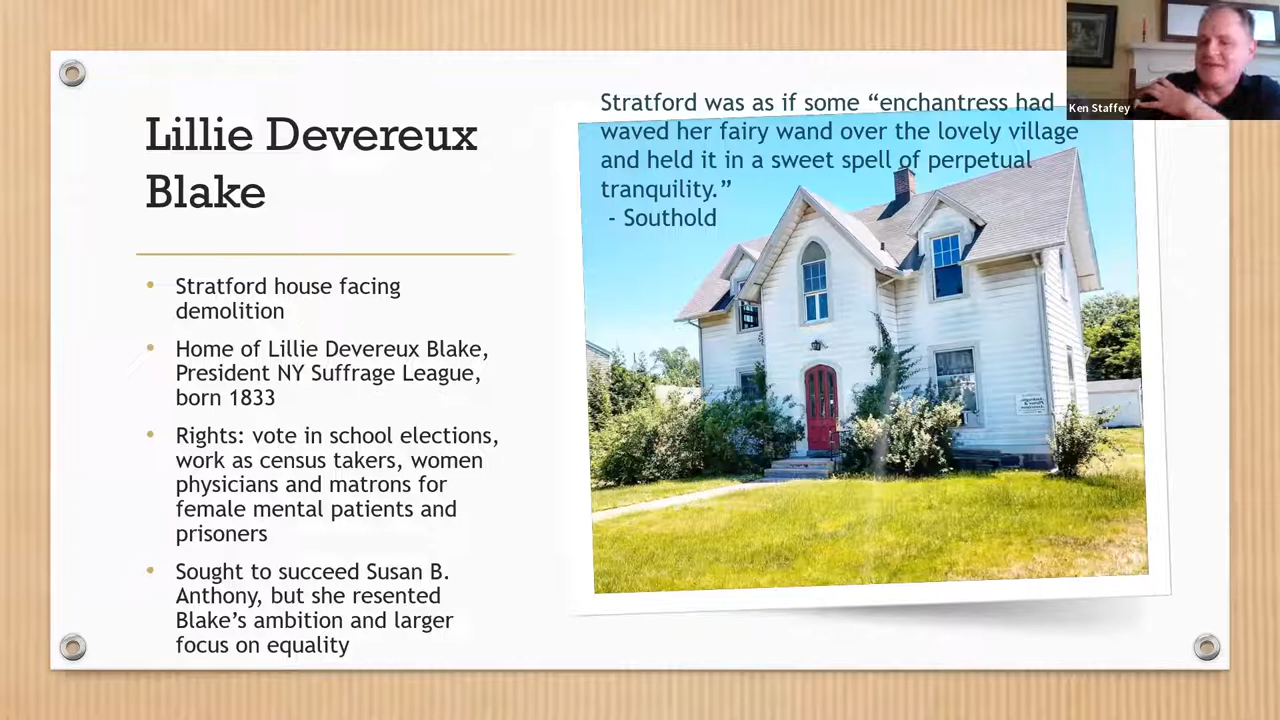 Lillie Devereux
Blake
• Stratford house facing
demolition
• Home of Lillie Devereux Blake,
President NY Suffrage League,
born 1833
• Rights: vote in school elections,
work as census takers, women
physicians and matrons for
female mental patients and
prisoners
• Sought to succeed Susan B.
Anthony, but she resented
Blake’s ambition and larger
focus on equality
Stratford was as if some “enchantress had
waved her fairy wand over the lovely village
and held it in a sweet spell of perpetual
tranquility.”
- Southold
Ken Staffey